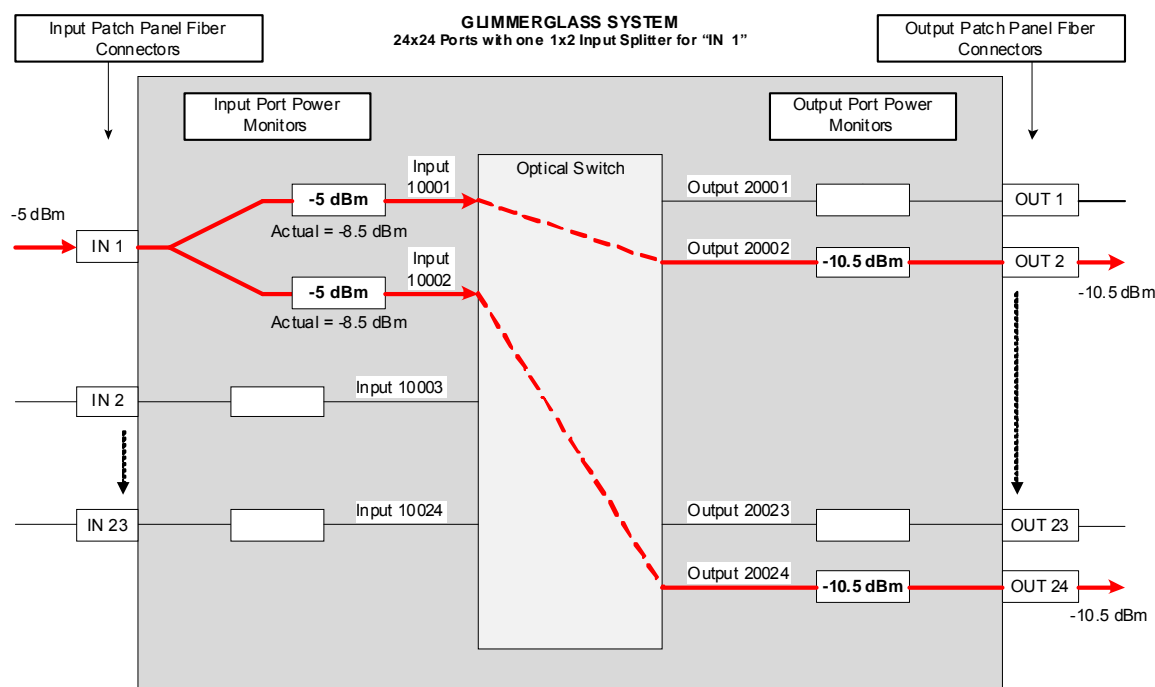 GLIMMERGLASS SYSTEM
24x24 Ports with one 1x2 Input Splitter for “IN 1”
Input Patch Panel Fiber
Connectors
Output Patch Panel Fiber
Connectors
Input Port Power
Monitors
Output Port Power
Monitors
Optical Switch
-5 dBm
IN 1
-5 dBm
Actual = -8.5 dBm
Input
10001
-5 dBm
Actual = -8.5 dBm
Input
10002
IN 2
Input 10003
IN 23
Input 10024
Output 20001
OUT 1
Output 20002
-10.5 dBm
OUT 2
-10.5 dBm
Output 20023
OUT 23
Output 20024
-10.5 dBm
OUT 24
-10.5 dBm